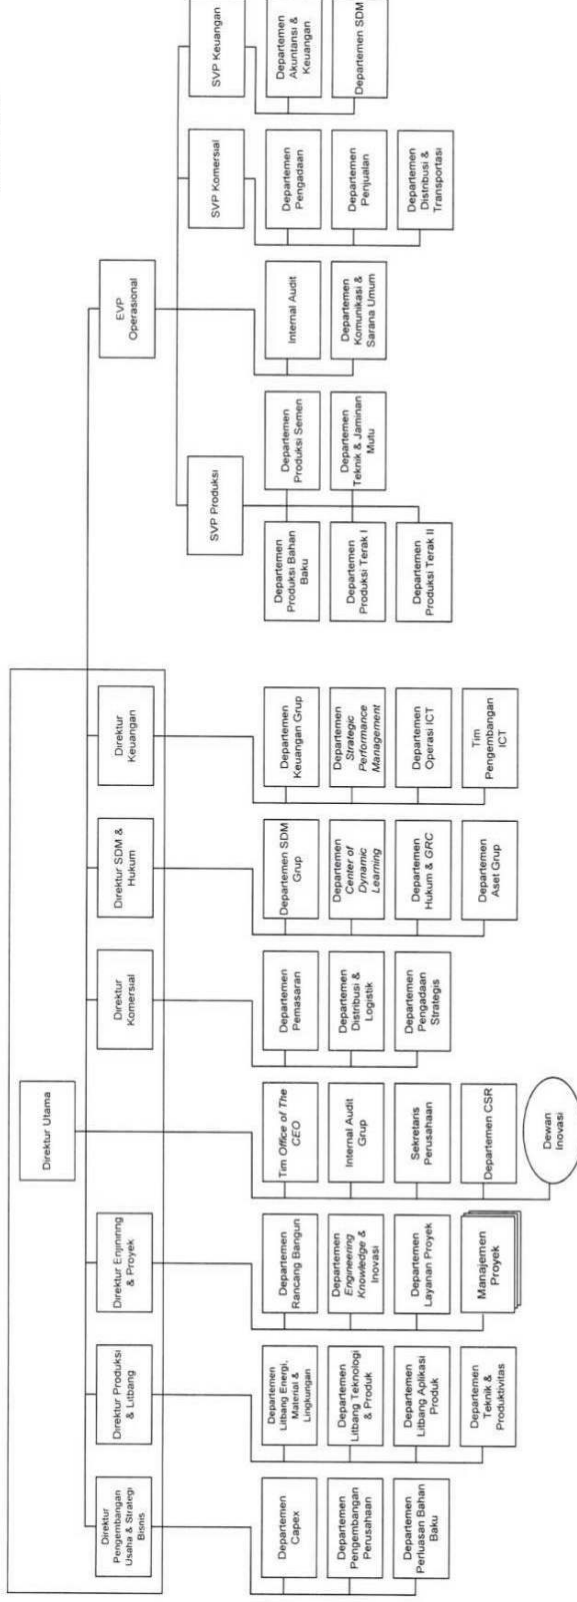 Direktur Utama
Direktur
Pengembangan
Usaha & Strategi
Bisnis
Direktur Produksi
& Litbang
Direktur Enjiniring
& Proyek
Direktur
Komersial
Direktur SDM &
Hukum
Direktur
Keuangan
EVP
Operasional
Departemen
Capex
Departemen
Pengembangan
Perusahaan
Departemen
Perluasan Bahan
Baku
Departemen
Litbang Energi,
Material &
Lingkungan
Departemen
Litbang Teknologi
& Produk
Departemen
Litbang Aplikasi
Produk
Departemen
Teknik &
Produktivitas
Departemen
Rancang Bangun
Departemen
Engineering
Knowledge &
Inovasi
Departemen
Layanan Proyek
Manajemen
Proyek
Tim Office of The
CEO
Internal Audit
Grup
Sekretaris
Perusahaan
Departemen CSR
Dewan
Inovasi
Departemen
Pemasaran
Departemen
Distribusi &
Logistik
Departemen
Pengadaan
Strategis
Departemen SDM
Grup
Departemen
Center of
Dynamic
Learning
Departemen
Hukum & GRC
Departemen
Aset Grup
Departemen
Keuangan Grup
Departemen
Strategic
Performance
Management
Departemen
Operasi ICT
Tim
Pengembangan
ICT
SVP Produksi
Departemen
Produksi Bahan
Baku
Departemen
Produksi Semen
Departemen
Produksi Terak I
Departemen
Teknik & Jaminan
Mutu
Departemen
Produksi Terak II
Internal Audit
Departemen
Komunikasi &
Sarana Umum
SVP Komersial
Departemen
Pengadaan
Departemen
Penjualan
Departemen
Distribusi &
Transportasi
SVP Keuangan
Departemen
Akuntansi &
Keuangan
Departemen SDM